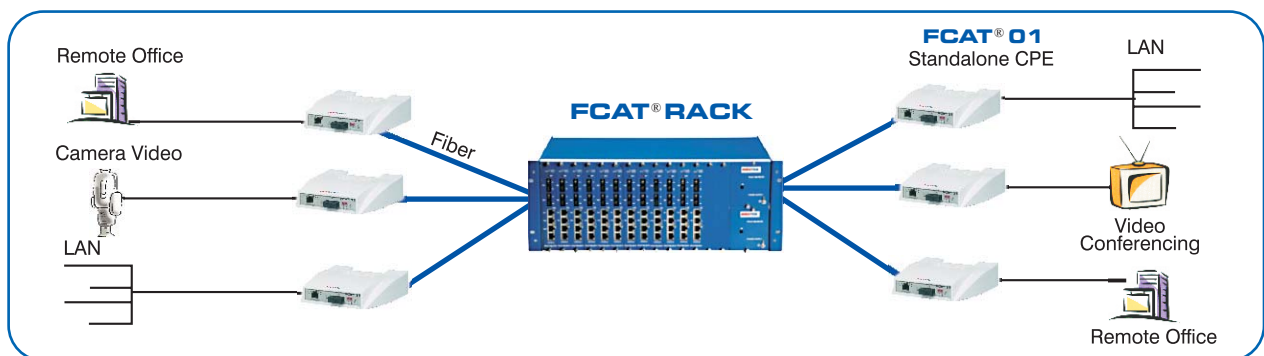 Remote Office
Camera Video
LAN
Fiber
FCAT® RACK
FCAT® 01
Standalone CPE
LAN
Video
Conferencing
Remote Office